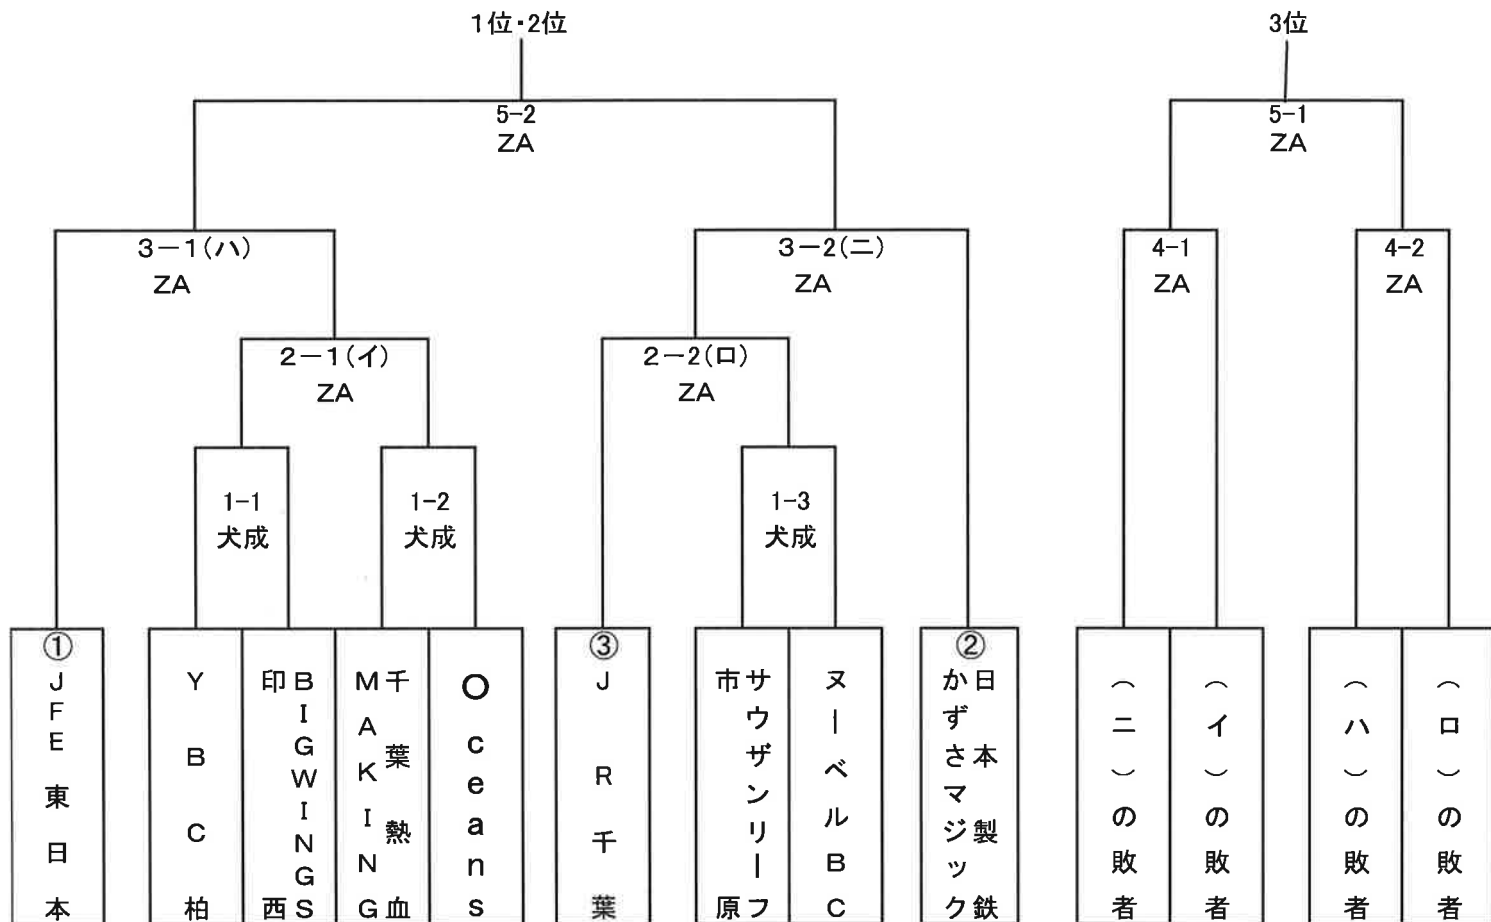 1位・2位
3位
5-2
ZA
5-1
ZA
3-1(ハ)
ZA
3-2(ニ)
ZA
4-1
ZA
4-2
ZA
2-1(イ)
ZA
2-2(ロ)
ZA
1-1
犬成
1-2
犬成
1-3
犬成
①
JFE東日本
YBC柏
BIGWINGS
印西
千葉熱血
MAKING
Oceans
③
JR千葉
サウザンリーフ
市原
ヌーベルBC
②
日本製鉄
かずさマジック
(ニ)の敗者
(イ)の敗者
(ハ)の敗者
(ロ)の敗者